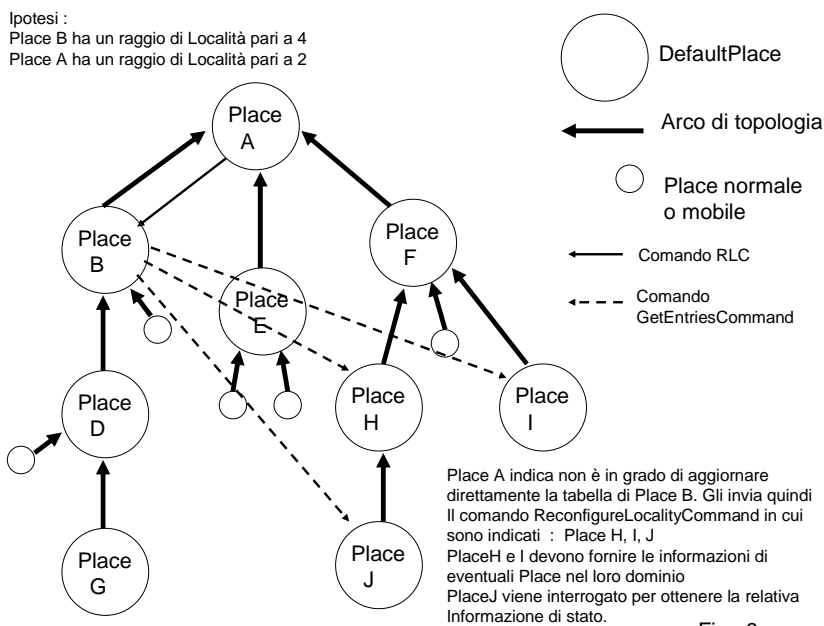 Ipotesi :
Place B ha un raggio di Località pari a 4
Place A ha un raggio di Località pari a 2
DefaultPlace
Arco di topologia
Place normale
o mobile
Comando RLC
Comando
GetEntriesCommand
Place
A
Place
B
Place
F
Place
E
Place
D
Place
H
Place
I
Place
G
Place
J
Place A indica non è in grado di aggiornare
direttamente la tabella di Place B. Gli invia quindi
Il comando ReconfigureLocalityCommand in cui
sono indicati : Place H, I, J
PlaceH e I devono fornire le informazioni di
eventuali Place nel loro dominio
PlaceJ viene interrogato per ottenere la relativa
Informazione di stato.